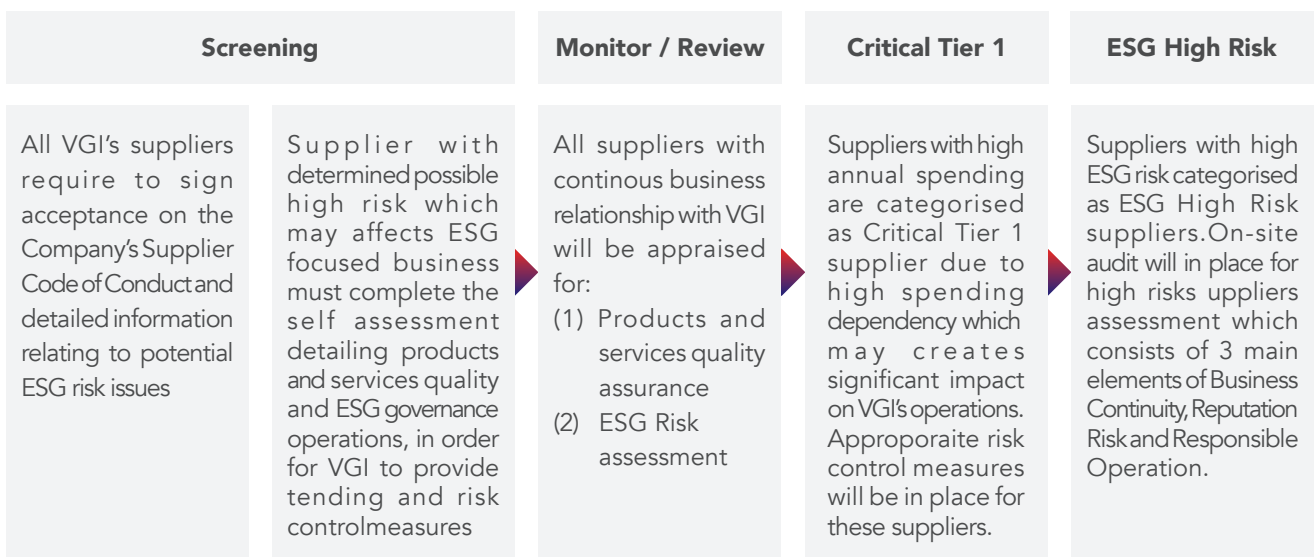 Screening
Monitor / Review
Critical Tier 1
ESG High Risk
All VGI's suppliers
require to sign
acceptance on the
Company's Supplier
Code of Conduct and
detailed information
relating to potential
ESG risk issues
Supplier with
determined possible
high risk which
may affects ESG
focused business
must complete the
self assessment
detailing products
and services quality
and ESG governance
operations, in order
for VGI to provide
tending and risk
controlmeasures
All suppliers with
continous business
relationship with VGI
will be appraised
for:
(1) Products and
services quality
assurance
(2) ESG Risk
assessment
Suppliers with high
annual spending
are categorised
as Critical Tier 1
supplier due to
high spending
dependency which
may creates
significant impact
on VGI's operations.
Approporaite risk
control measures
will be in place for
these suppliers.
Suppliers with high
ESG risk categorised
as ESG High Risk
suppliers.On-site
audit will in place for
high risks uppliers
assessment which
consists of 3 main
elements of Business
Continuity, Reputation
Risk and Responsible
Operation.